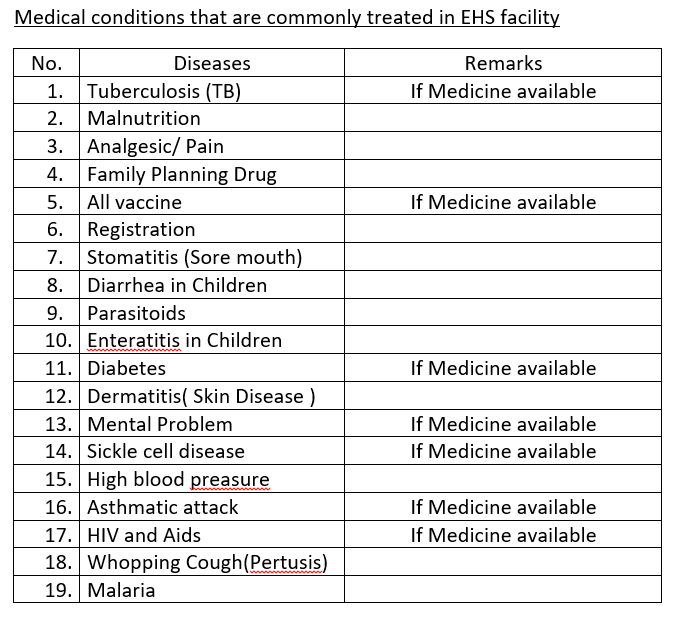 Medical conditions that are commonly treated in EHS facility
No. Diseases Remarks
1. Tuberculosis (TB) If Medicine available
2. Malnutrition
3. Analgesic/ Pain
4. Family Planning Drug
5. All vaccine If Medicine available
6. Registration
7. Stomatitis (Sore mouth)
8. Diarrhea in Children
9. Parasitoids
10. Enteratitis in Children
11. Diabetes If Medicine available
12. Dermatitis( Skin Disease )
13. Mental Problem If Medicine available
14. Sickle cell disease If Medicine available
15. High blood preasure
16. Asthmatic attack If Medicine available
17. HIV and Aids If Medicine available
18. Whopping Cough(Pertusis)
19. Malaria